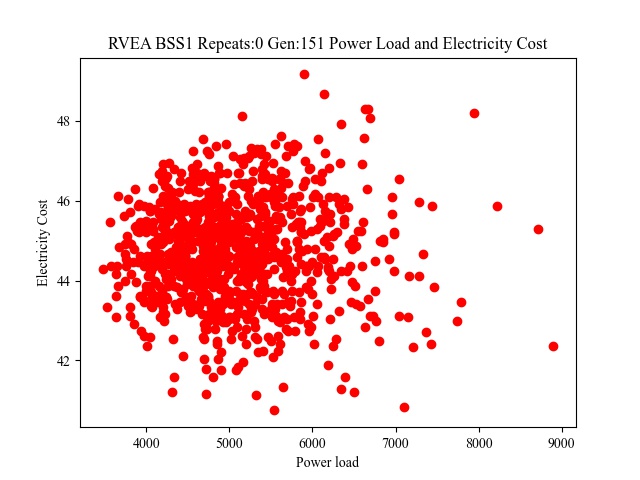 RVEA BSS1 Repeats:0 Gen:151 Power Load and Electricity Cost
48
46
44
42
Electricity Cost
4000 5000 6000 7000 8000 9000
Power load